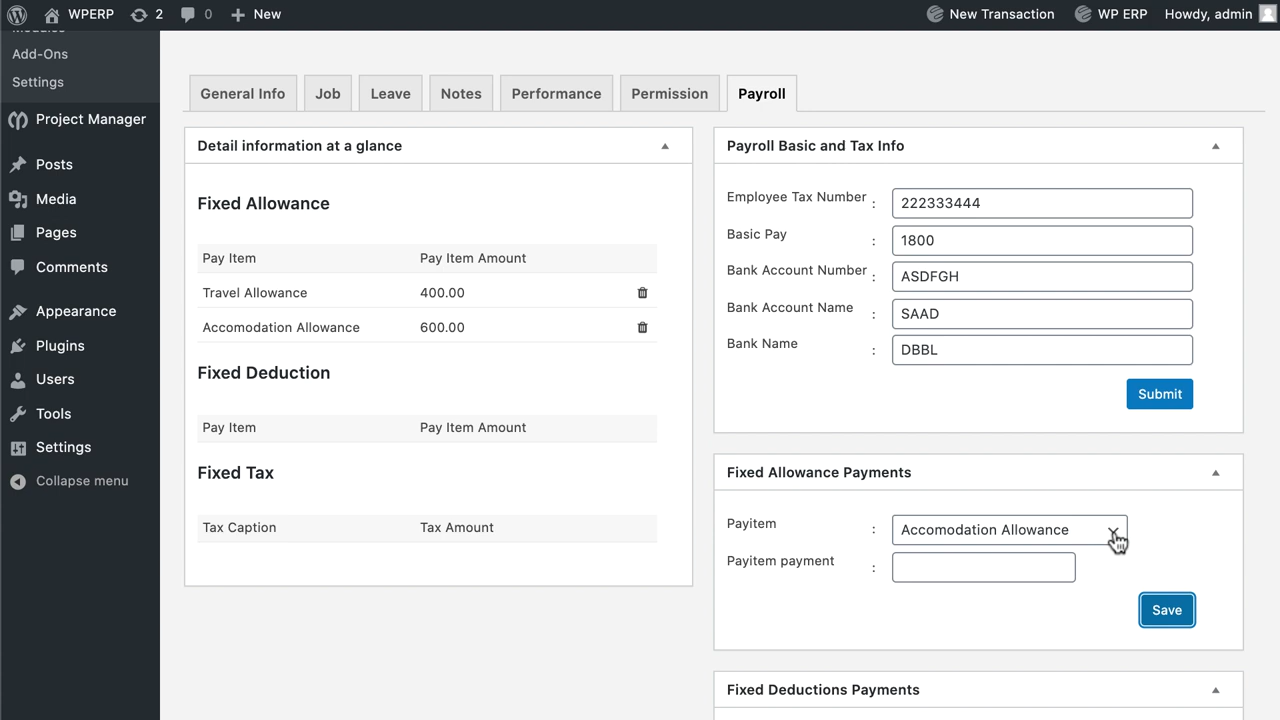 WPERP 2 0 New New Transaction WP ERP Howdy, admin
Modules
Add-Ons
Settings
Project Manager
Posts
Media
Pages
Comments
Appearance
Plugins
Users
Tools
Settings
Collapse menu
General Info Job Leave Notes Performance Permission Payroll
Detail information at a glance
Fixed Allowance
Pay Item Pay Item Amount
Travel Allowance 400.00
Accomodation Allowance 600.00
Fixed Deduction
Pay Item Pay Item Amount
Fixed Tax
Tax Caption Tax Amount
Payroll Basic and Tax Info
Employee Tax Number : 222333444
Basic Pay : 1800
Bank Account Number : ASDFGH
Bank Account Name : SAAD
Bank Name : DBBL
Submit
Fixed Allowance Payments
Payitem : Accomodation Allowance
Payitem payment :
Save
Fixed Deductions Payments